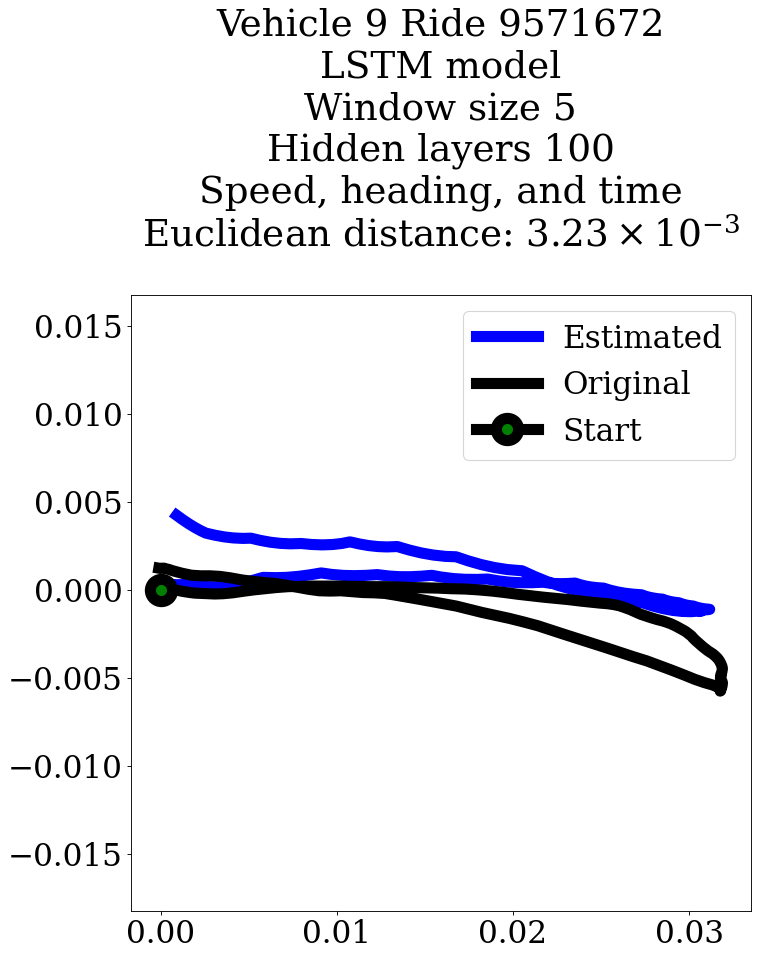 Vehicle 9 Ride 9571672
LSTM model
Window size 5
Hidden layers 100
Speed, heading, and time
Euclidean distance: 3.23 × 10⁻³
Estimated
Original
Start
0.015
0.010
0.005
0.000
−0.005
−0.010
−0.015
0.00 0.01 0.02 0.03